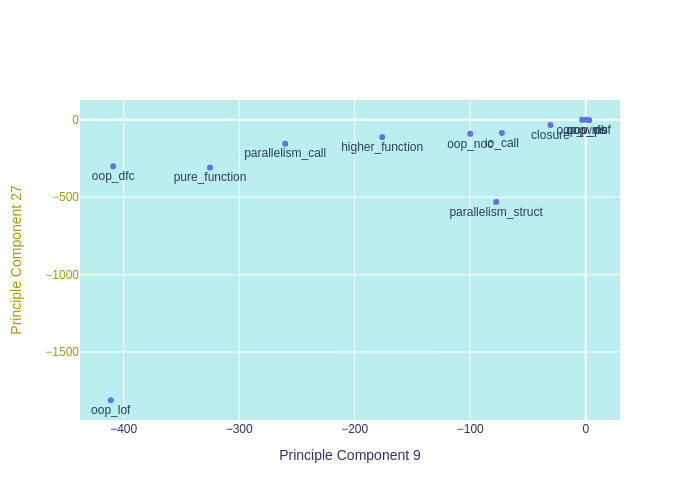 0
−500
−1000
−1500
Principle Component 27
oop_dfc
pure_function
parallelism_call
higher_function
oop_noc
io_call
closure
parallelism_struct
oop_lof
−400
−300
−200
−100
0
Principle Component 9